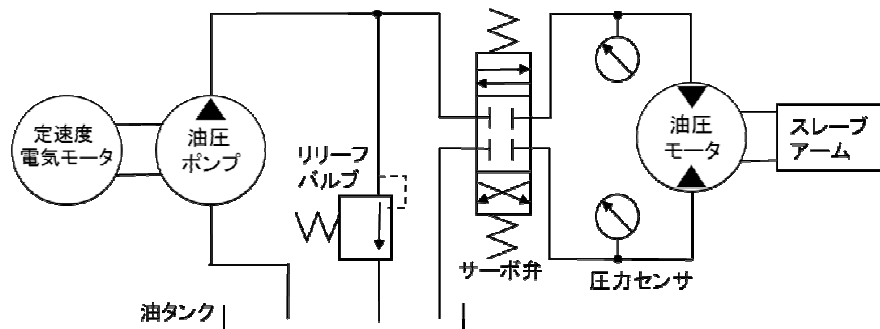 定速度
電気モータ
油圧
ポンプ
リリーフ
バルブ
サーボ弁
油圧
モータ
スレーブ
アーム
圧力センサ
油タンク